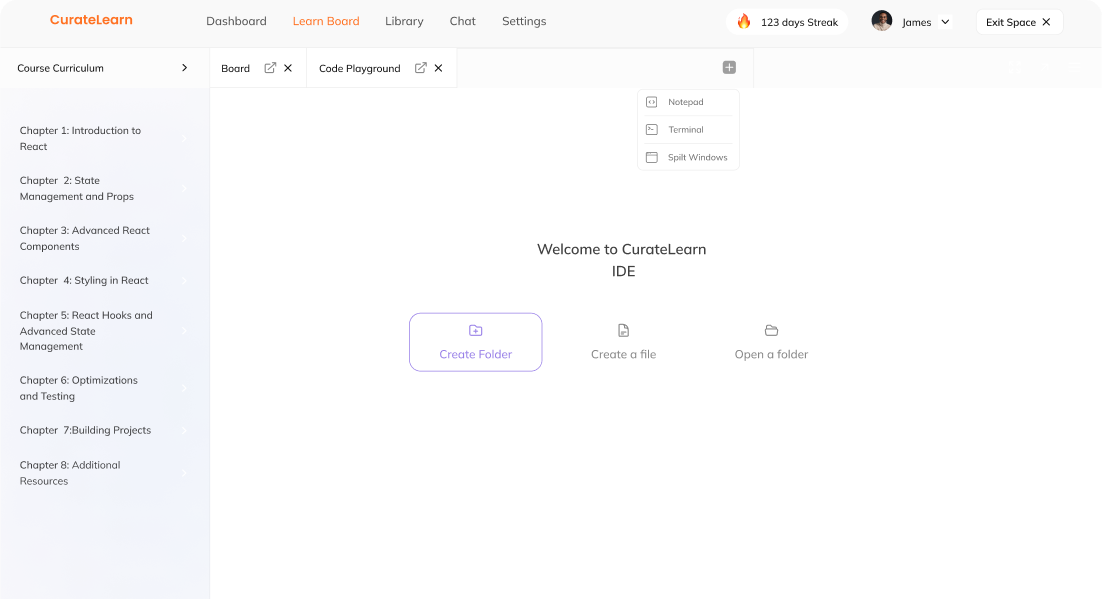 CurateLearn
Dashboard
Learn Board
Library
Chat
Settings
123 days Streak
James
Exit Space
Course Curriculum
Board
Code Playground
Notepad
Terminal
Spilt Windows
Chapter 1: Introduction to
React
Chapter  2: State
Management and Props
Chapter 3: Advanced React
Components
Chapter  4: Styling in React
Chapter 5: React Hooks and
Advanced State
Management
Chapter 6: Optimizations
and Testing
Chapter  7:Building Projects
Chapter 8: Additional
Resources
Welcome to CurateLearn
IDE
Create Folder
Create a file
Open a folder